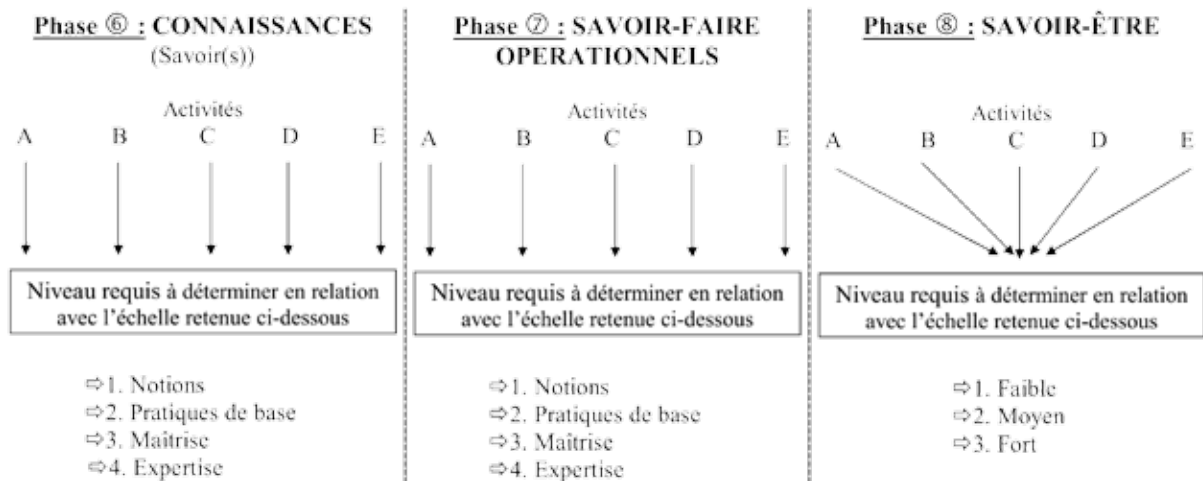 Phase ⑥ : CONNAISSANCES
(Savoir(s))
Activités
A B C D E
Niveau requis à déterminer en relation
avec l'échelle retenue ci-dessous
⇨1. Notions
⇨2. Pratiques de base
⇨3. Maîtrise
⇨4. Expertise
Phase ⑦ : SAVOIR-FAIRE
OPERATIONNELS
Activités
A B C D E
Niveau requis à déterminer en relation
avec l'échelle retenue ci-dessous
⇨1. Notions
⇨2. Pratiques de base
⇨3. Maîtrise
⇨4. Expertise
Phase ⑧ : SAVOIR-ÊTRE
Activités
A B C D E
Niveau requis à déterminer en relation
avec l'échelle retenue ci-dessous
⇨1. Faible
⇨2. Moyen
⇨3. Fort